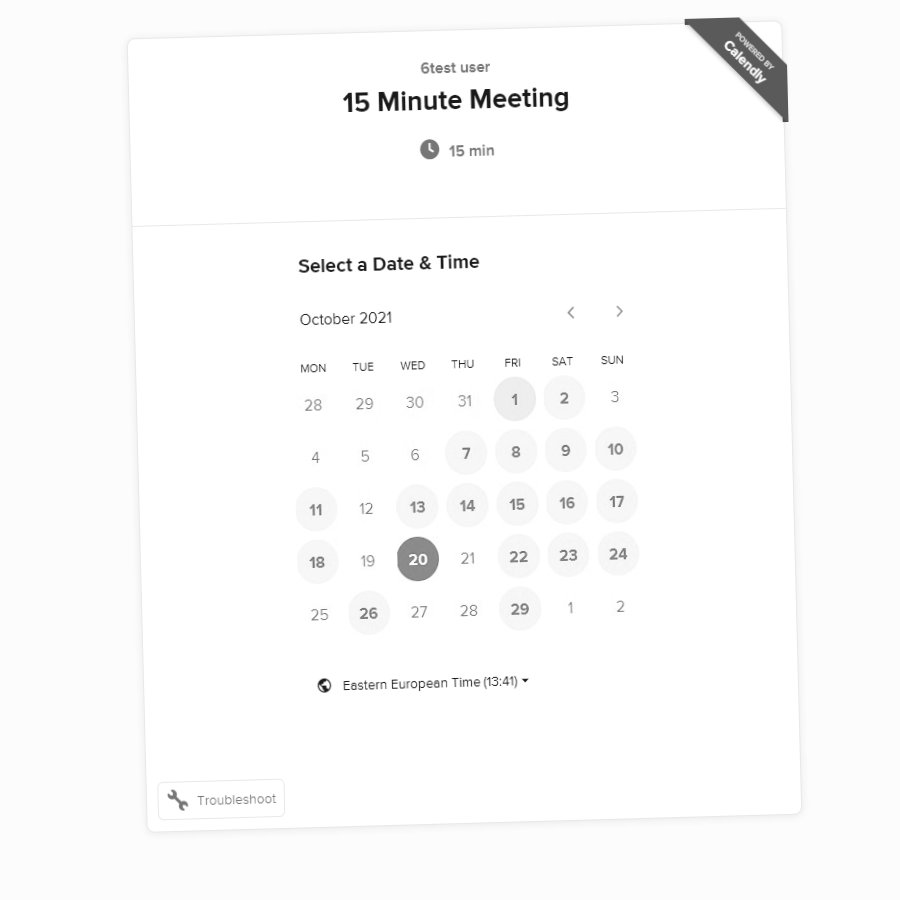 POWERED BY
Calendly
6test user
15 Minute Meeting
15 min
Select a Date & Time
October 2021
MON TUE WED THU FRI SAT SUN
28 29 30 31 1 2 3
4 5 6 7 8 9 10
11 12 13 14 15 16 17
18 19 20 21 22 23 24
25 26 27 28 29 1 2
Eastern European Time (13:41)
Troubleshoot